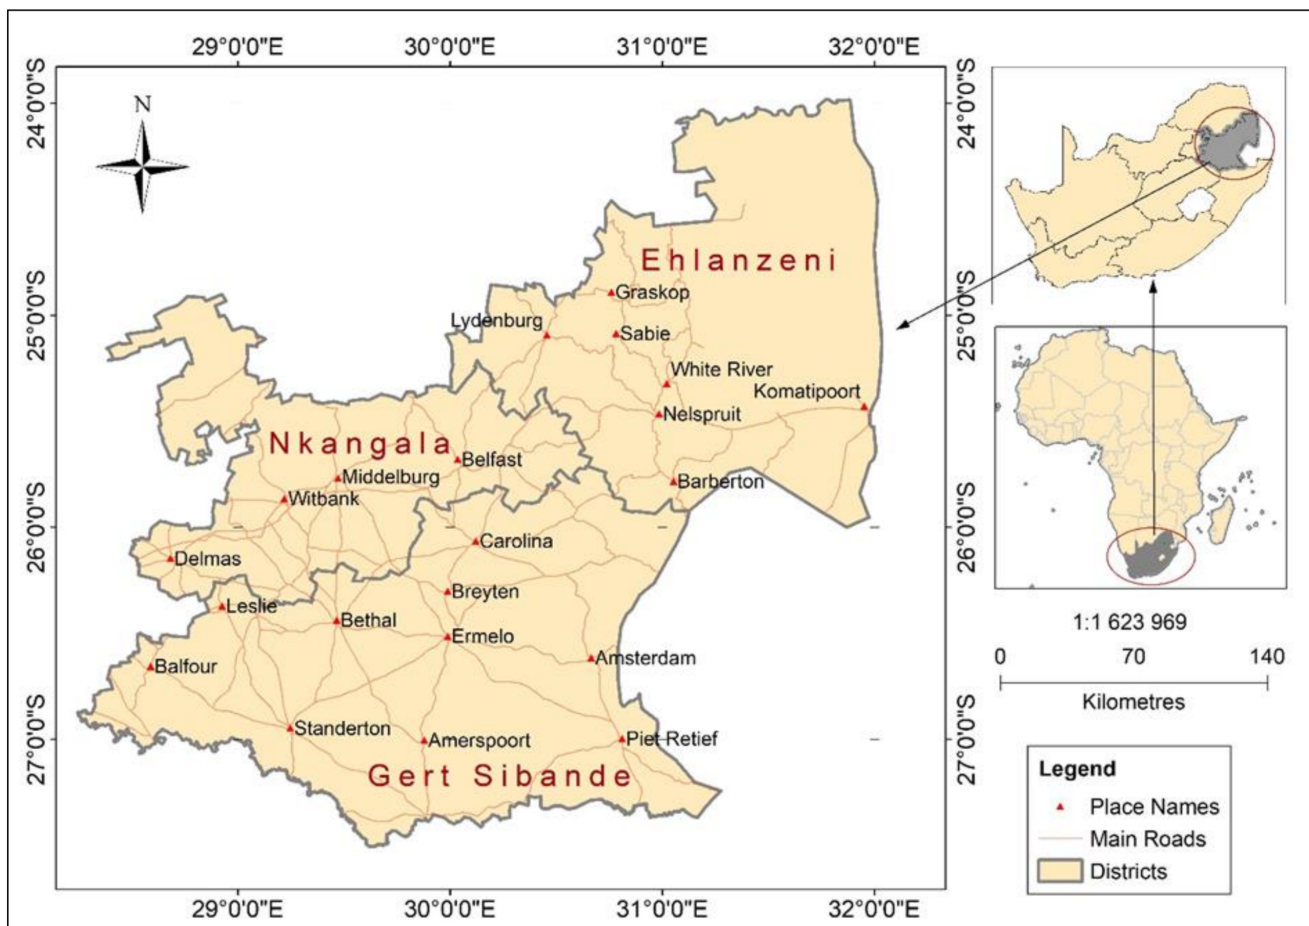 29°0'0"E 30°0'0"E 31°0'0"E 32°0'0"E
24°0'0"S
25°0'0"S
26°0'0"S
27°0'0"S
N
Ehlanzeni
Graskop
Lydenburg
Sabie
White River
Komatipoort
Nelspruit
Nkangala
Belfast
Middelburg
Barberton
Witbank
Carolina
Delmas
Breyten
Leslie
Bethal
Ermelo
Amsterdam
Balfour
Standerton
Amerspoort
Piet Retief
Gert Sibande
29°0'0"E 30°0'0"E 31°0'0"E 32°0'0"E
24°0'0"S
25°0'0"S
26°0'0"S
27°0'0"S
1:1 623 969
0 70 140
Kilometres
Legend
Place Names
Main Roads
Districts